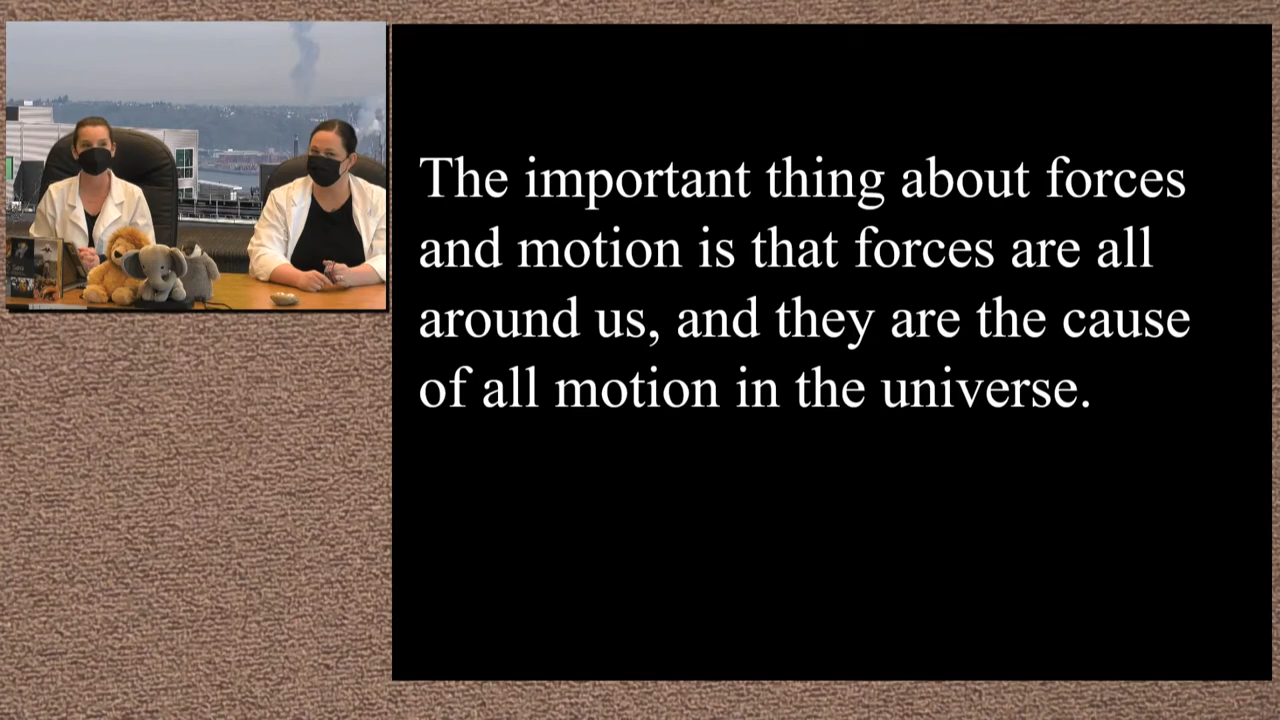 The important thing about forces
and motion is that forces are all
around us, and they are the cause
of all motion in the universe.